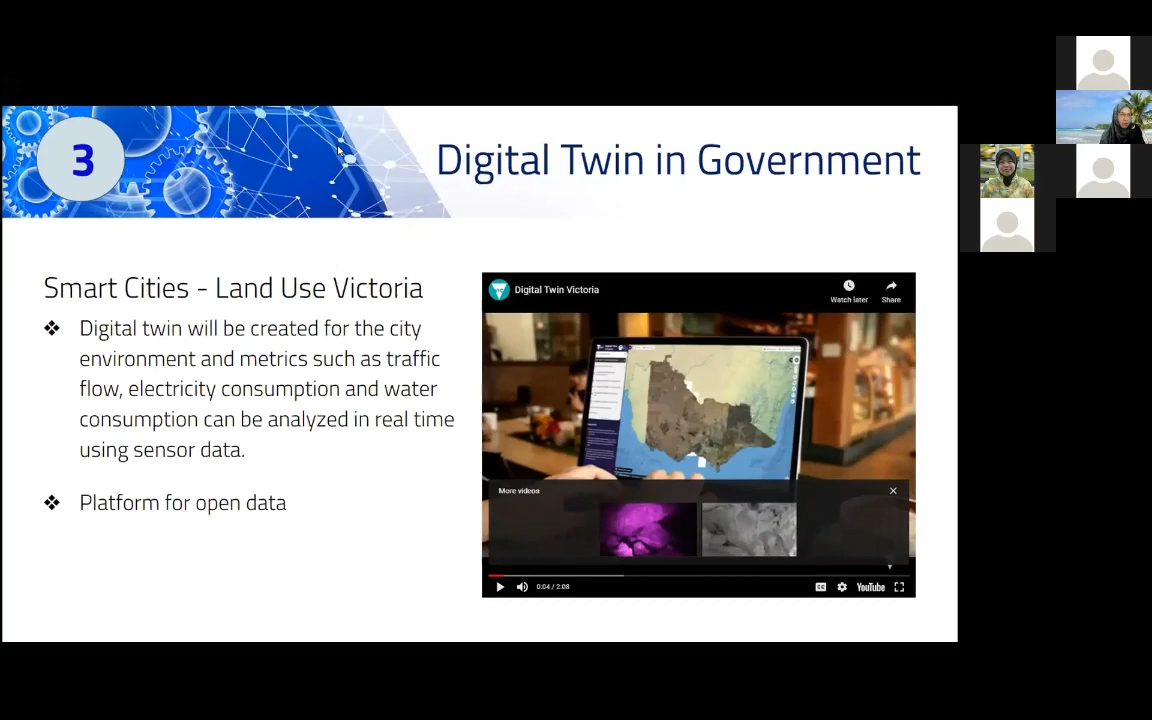 3
Digital Twin in Government
Smart Cities - Land Use Victoria
❖ Digital twin will be created for the city
environment and metrics such as traffic
flow, electricity consumption and water
consumption can be analyzed in real time
using sensor data.
❖ Platform for open data
Digital Twin Victoria
Watch later
Share
More videos
0:04 / 2:08
CC
YouTube